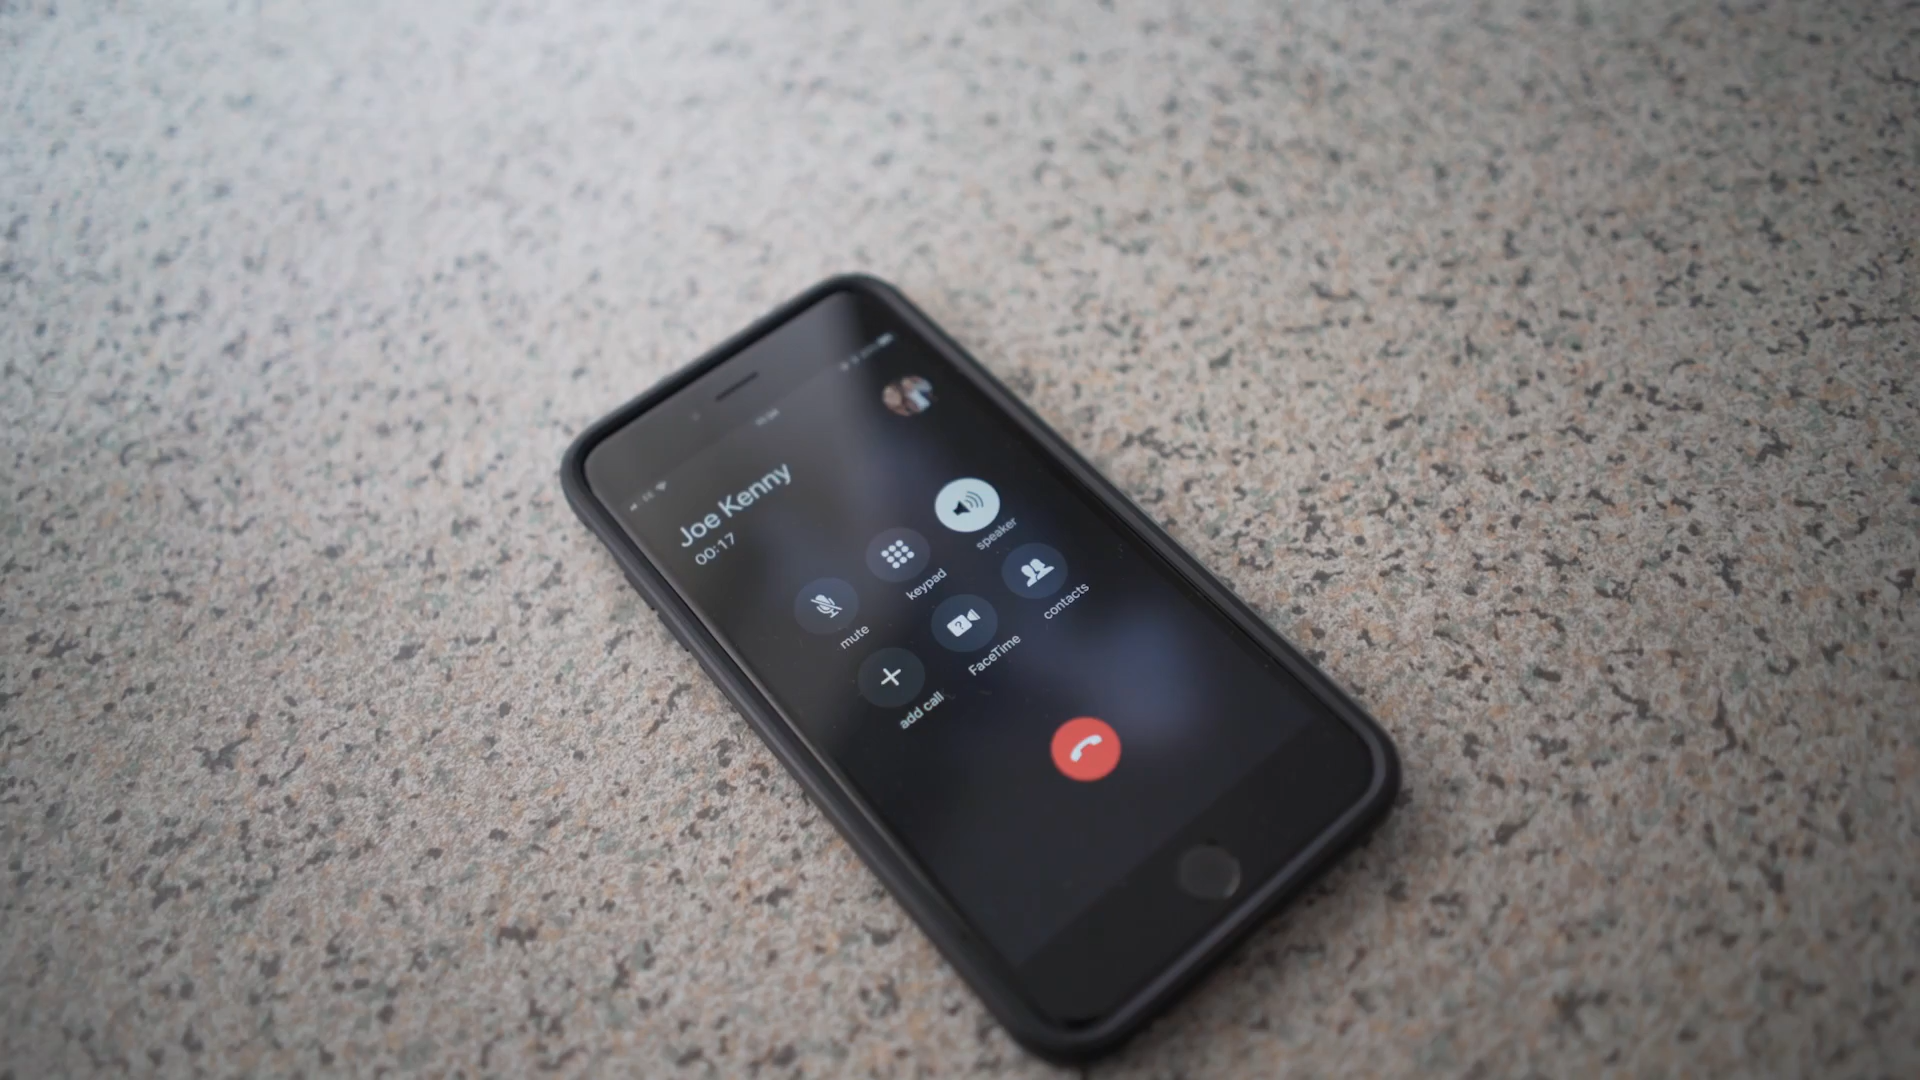 Joe Kenny
00:17
mute
keypad
speaker
add call
FaceTime
contacts